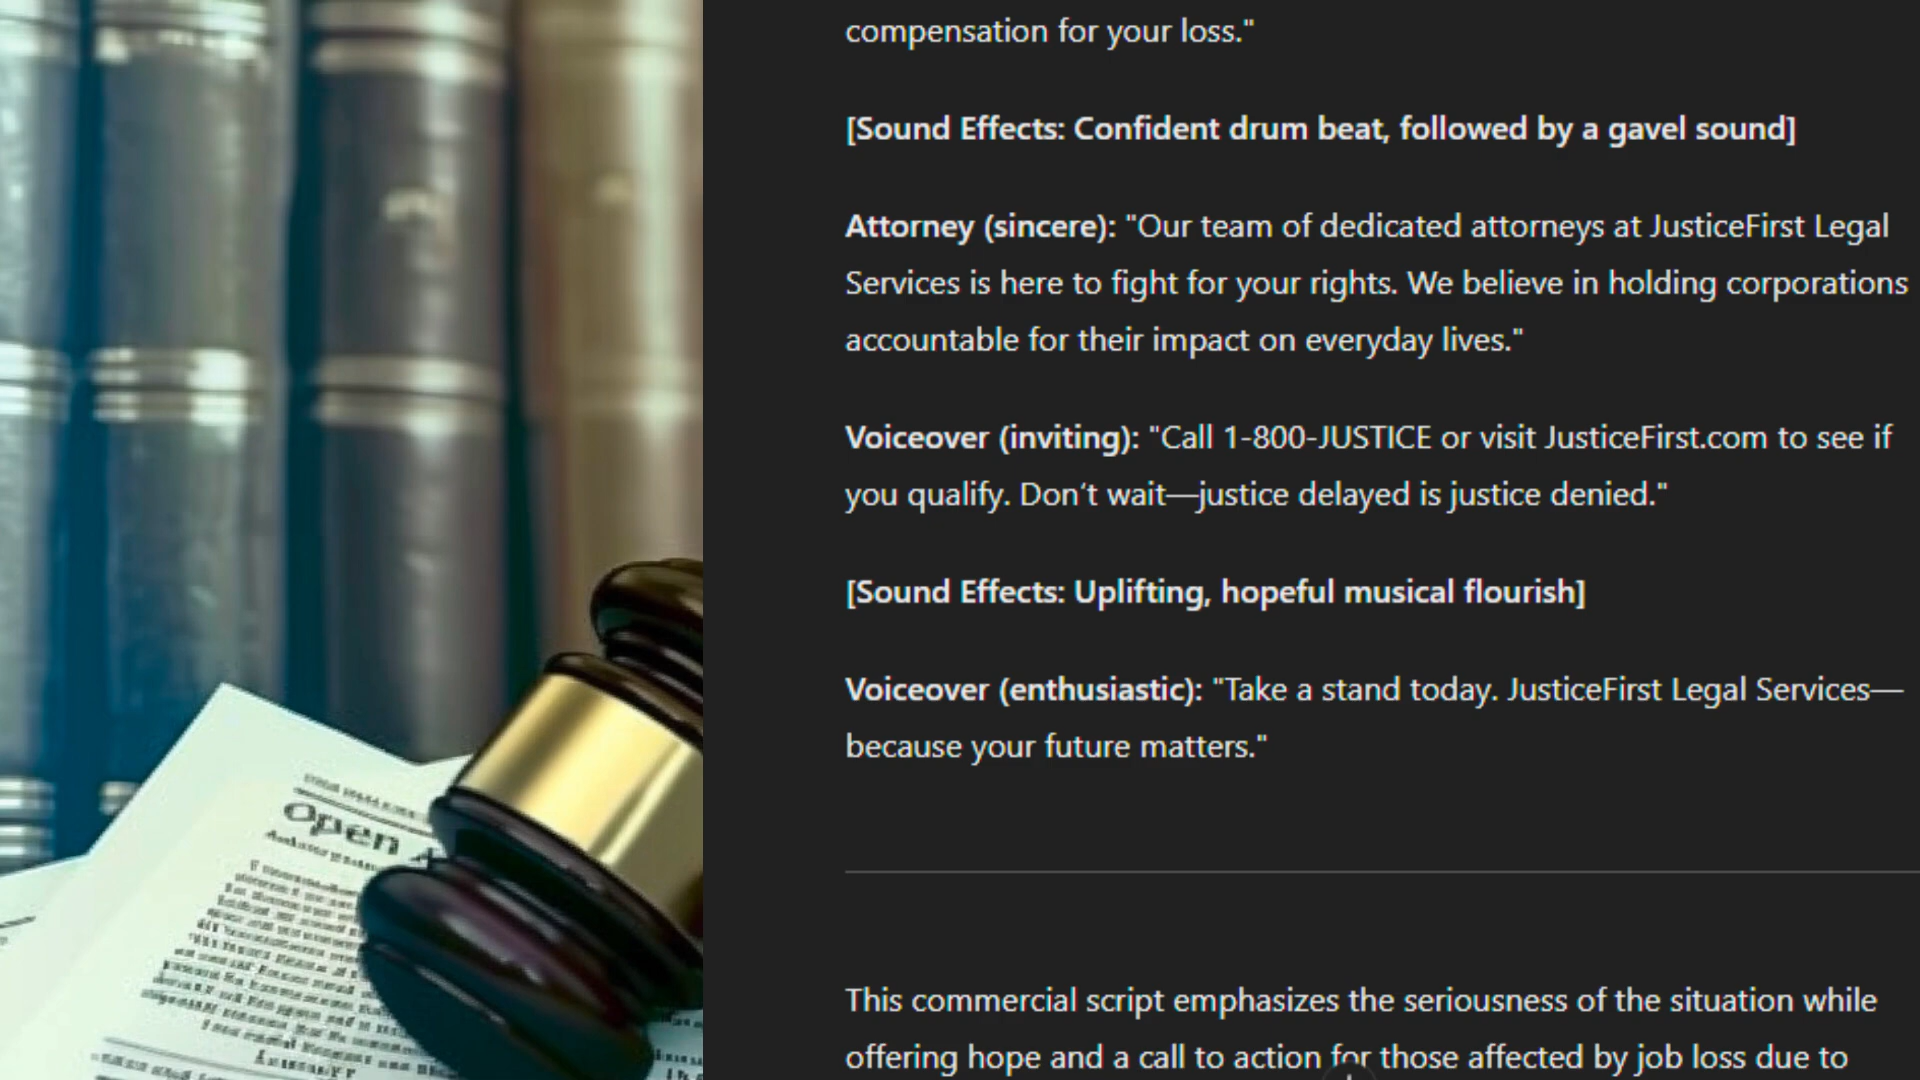 compensation for your loss."
[Sound Effects: Confident drum beat, followed by a gavel sound]
Attorney (sincere): "Our team of dedicated attorneys at JusticeFirst Legal
Services is here to fight for your rights. We believe in holding corporations
accountable for their impact on everyday lives."
Voiceover (inviting): "Call 1-800-JUSTICE or visit JusticeFirst.com to see if
you qualify. Don't wait—justice delayed is justice denied."
[Sound Effects: Uplifting, hopeful musical flourish]
Voiceover (enthusiastic): "Take a stand today. JusticeFirst Legal Services—
because your future matters."
This commercial script emphasizes the seriousness of the situation while
offering hope and a call to action for those affected by job loss due to
Open